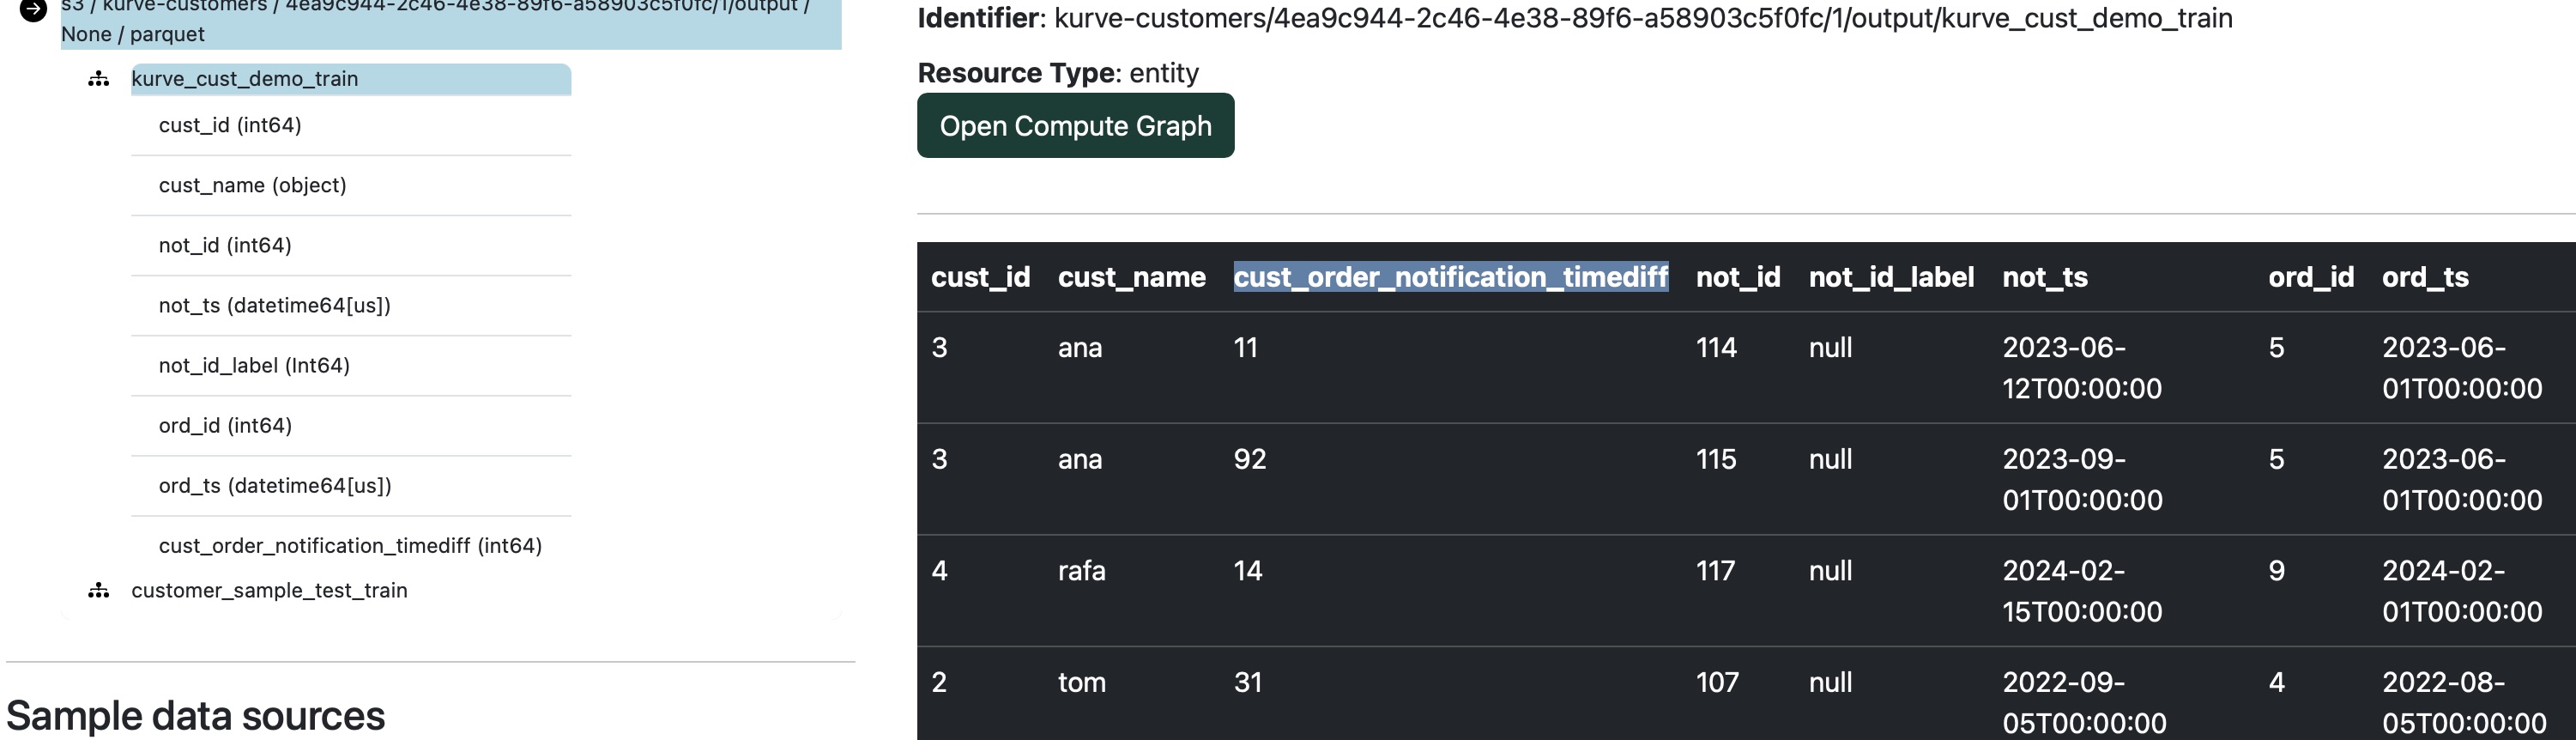 s3 / kurve-customers / 4ea9c944-2c46-4e38-89f6-a58903c5f0fc/1/output /
None / parquet
kurve_cust_demo_train
cust_id (int64)
cust_name (object)
not_id (int64)
not_ts (datetime64[us])
not_id_label (Int64)
ord_id (int64)
ord_ts (datetime64[us])
cust_order_notification_timediff (int64)
customer_sample_test_train
Sample data sources
Identifier: kurve-customers/4ea9c944-2c46-4e38-89f6-a58903c5f0fc/1/output/kurve_cust_demo_train
Resource Type: entity
Open Compute Graph
cust_id cust_name cust_order_notification_timediff not_id not_id_label not_ts ord_id ord_ts
3 ana 11 114 null 2023-06- 5 2023-06-
12T00:00:00 01T00:00:00
3 ana 92 115 null 2023-09- 5 2023-06-
01T00:00:00 01T00:00:00
4 rafa 14 117 null 2024-02- 9 2024-02-
15T00:00:00 01T00:00:00
2 tom 31 107 null 2022-09- 4 2022-08-
05T00:00:00 05T00:00:00